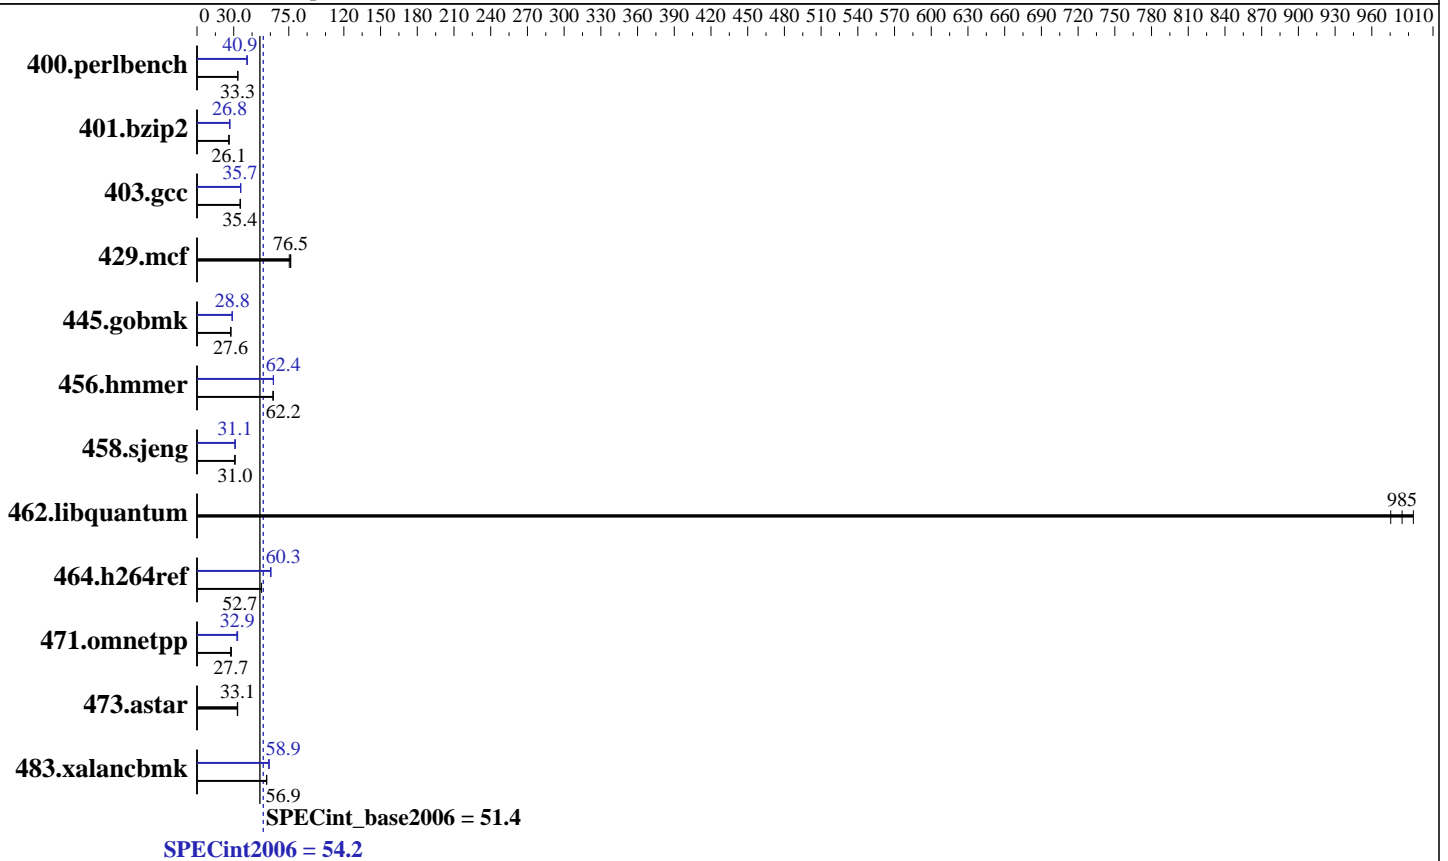 0 30.0 75.0 120 150 180 210 240 270 300 330 360 390 420 450 480 510 540 570 600 630 660 690 720 750 780 810 840 870 900 930 960 1010
40.9
400.perlbench
33.3
26.8
401.bzip2
26.1
35.7
403.gcc
35.4
76.5
429.mcf
28.8
445.gobmk
27.6
62.4
456.hmmer
62.2
31.1
458.sjeng
31.0
985
462.libquantum
60.3
464.h264ref
52.7
32.9
471.omnetpp
27.7
33.1
473.astar
58.9
483.xalancbmk
56.9
SPECint_base2006 = 51.4
SPECint2006 = 54.2